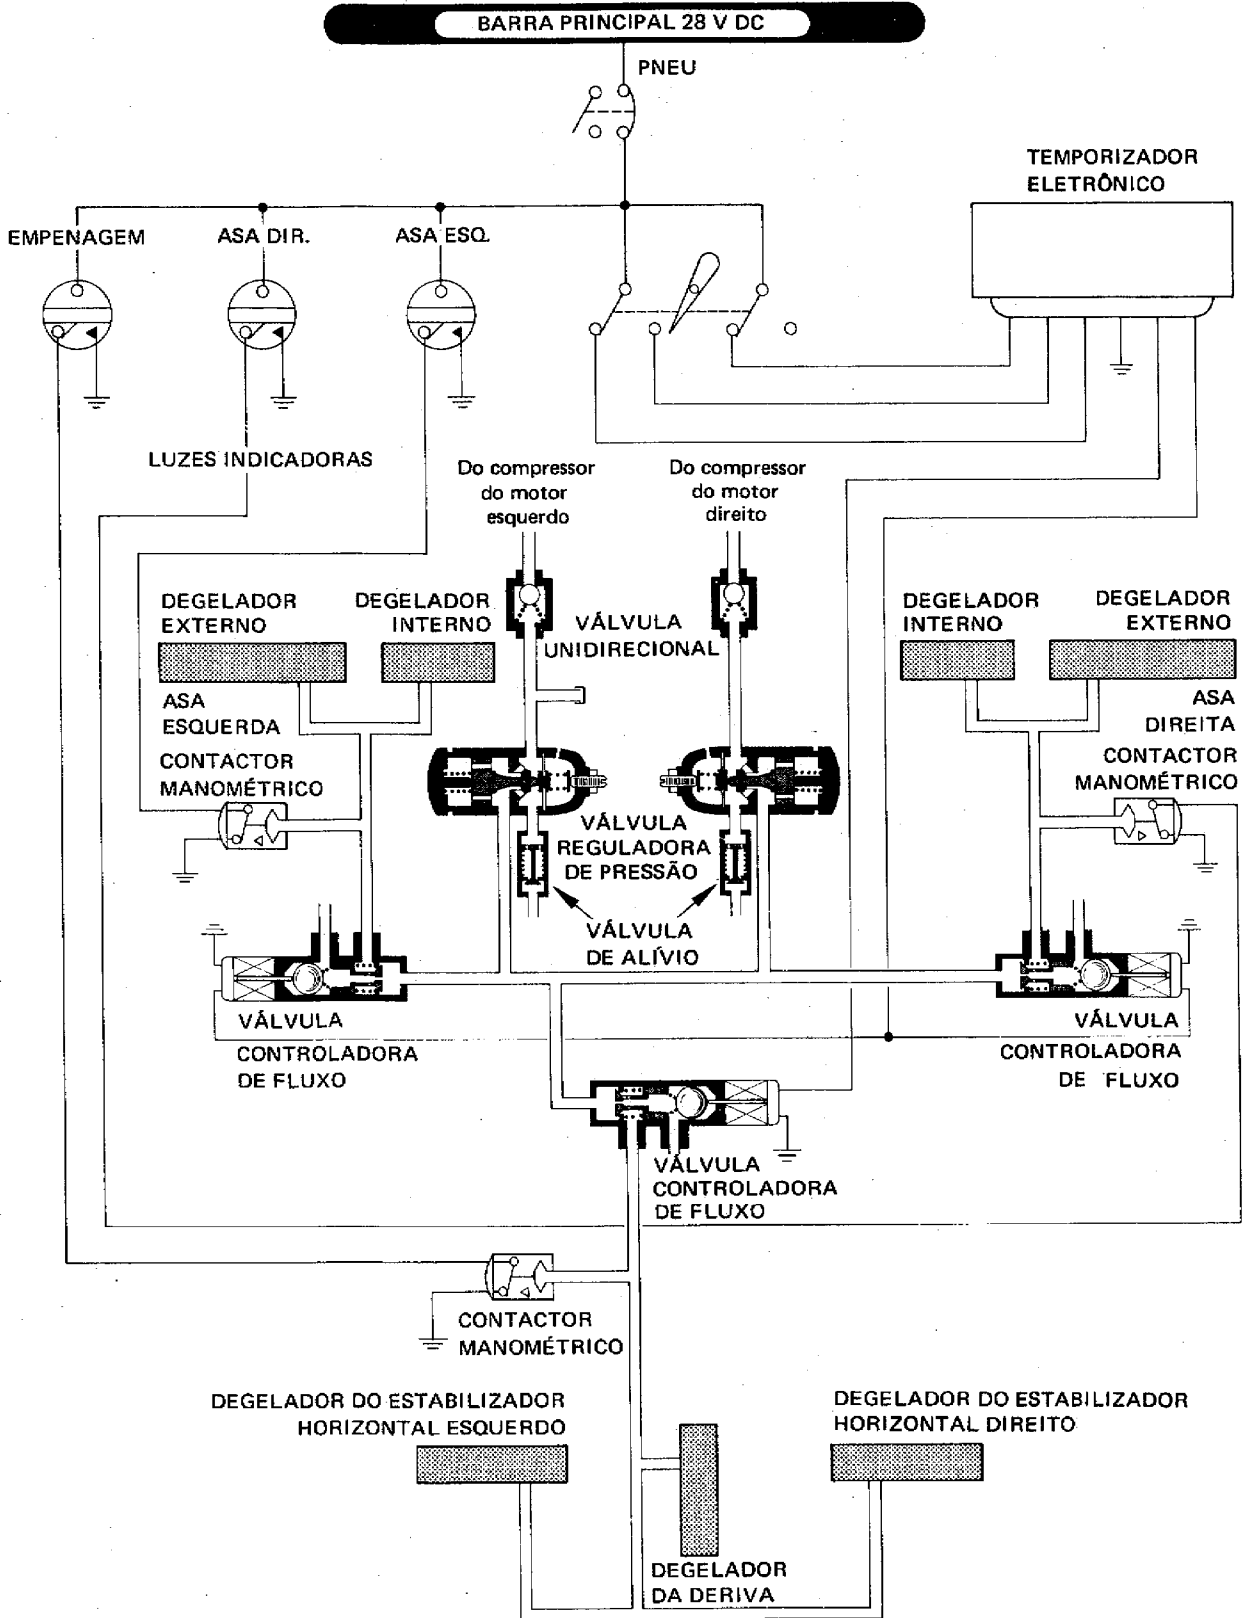 BARRA PRINCIPAL 28 V DC
PNEU
TEMPORIZADOR
ELETRÔNICO
EMPENAGEM
ASA DIR.
ASA ESQ.
LUZES INDICADORAS
Do compressor
do motor
esquerdo
Do compressor
do motor
direito
DEGELADOR
EXTERNO
DEGELADOR
INTERNO
VÁLVULA
UNIDIRECIONAL
DEGELADOR
INTERNO
DEGELADOR
EXTERNO
ASA
ESQUERDA
ASA
DIREITA
CONTACTOR
MANOMÉTRICO
CONTACTOR
MANOMÉTRICO
VÁLVULA
REGULADORA
DE PRESSÃO
VÁLVULA
DE ALÍVIO
VÁLVULA
CONTROLADORA
DE FLUXO
VÁLVULA
CONTROLADORA
DE FLUXO
VÁLVULA
CONTROLADORA
DE FLUXO
CONTACTOR
MANOMÉTRICO
DEGELADOR DO ESTABILIZADOR
HORIZONTAL ESQUERDO
DEGELADOR DO ESTABILIZADOR
HORIZONTAL DIREITO
DEGELADOR
DA DERIVA